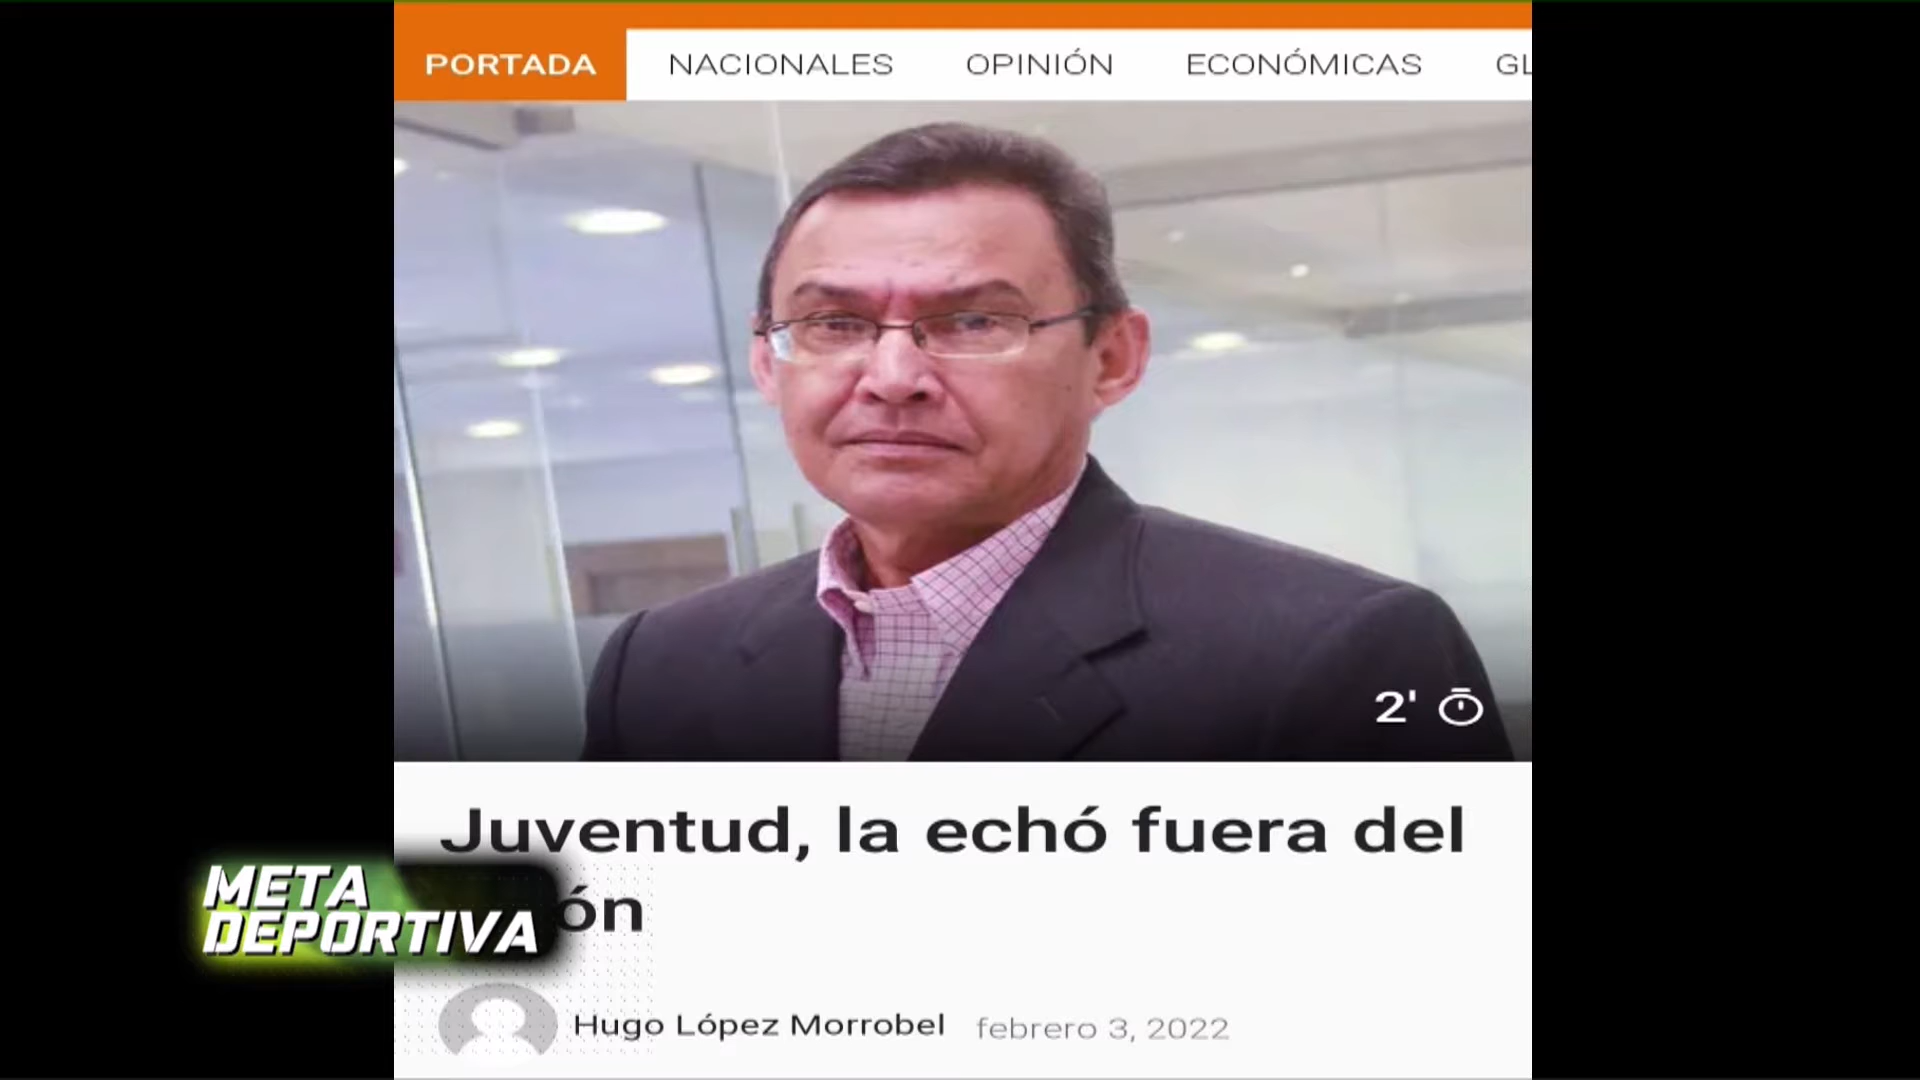 PORTADA NACIONALES OPINIÓN ECONÓMICAS GL
2'
Juventud, la echó fuera del
ón
META
DEPORTIVA
Hugo López Morrobel febrero 3, 2022